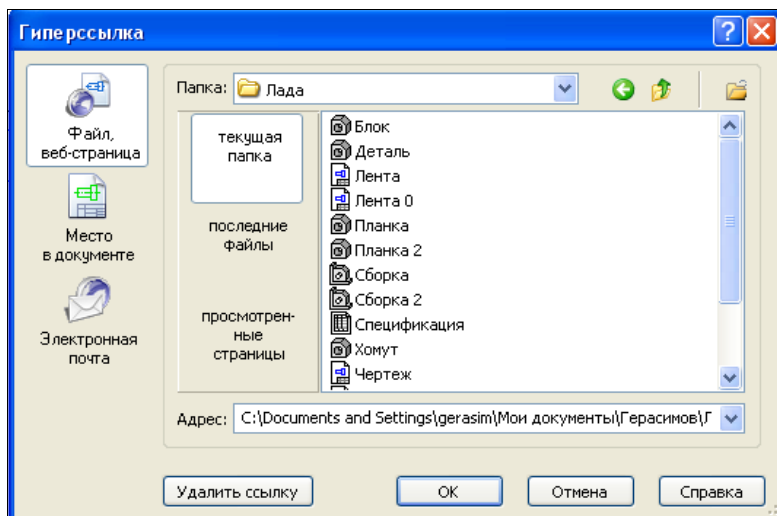 Гиперссылка
Файл,
веб-страница
Место
в документе
Электронная
почта
Папка: Лада
текущая
папка
последние
файлы
просмотрен-
ные
страницы
Блок
Деталь
Лента
Лента 0
Планка
Планка 2
Сборка
Сборка 2
Спецификация
Хомут
Чертеж
Адрес: C:\Documents and Settings\gerasim\Мои документы\Герасимов\Г
Удалить ссылку
ОК
Отмена
Справка